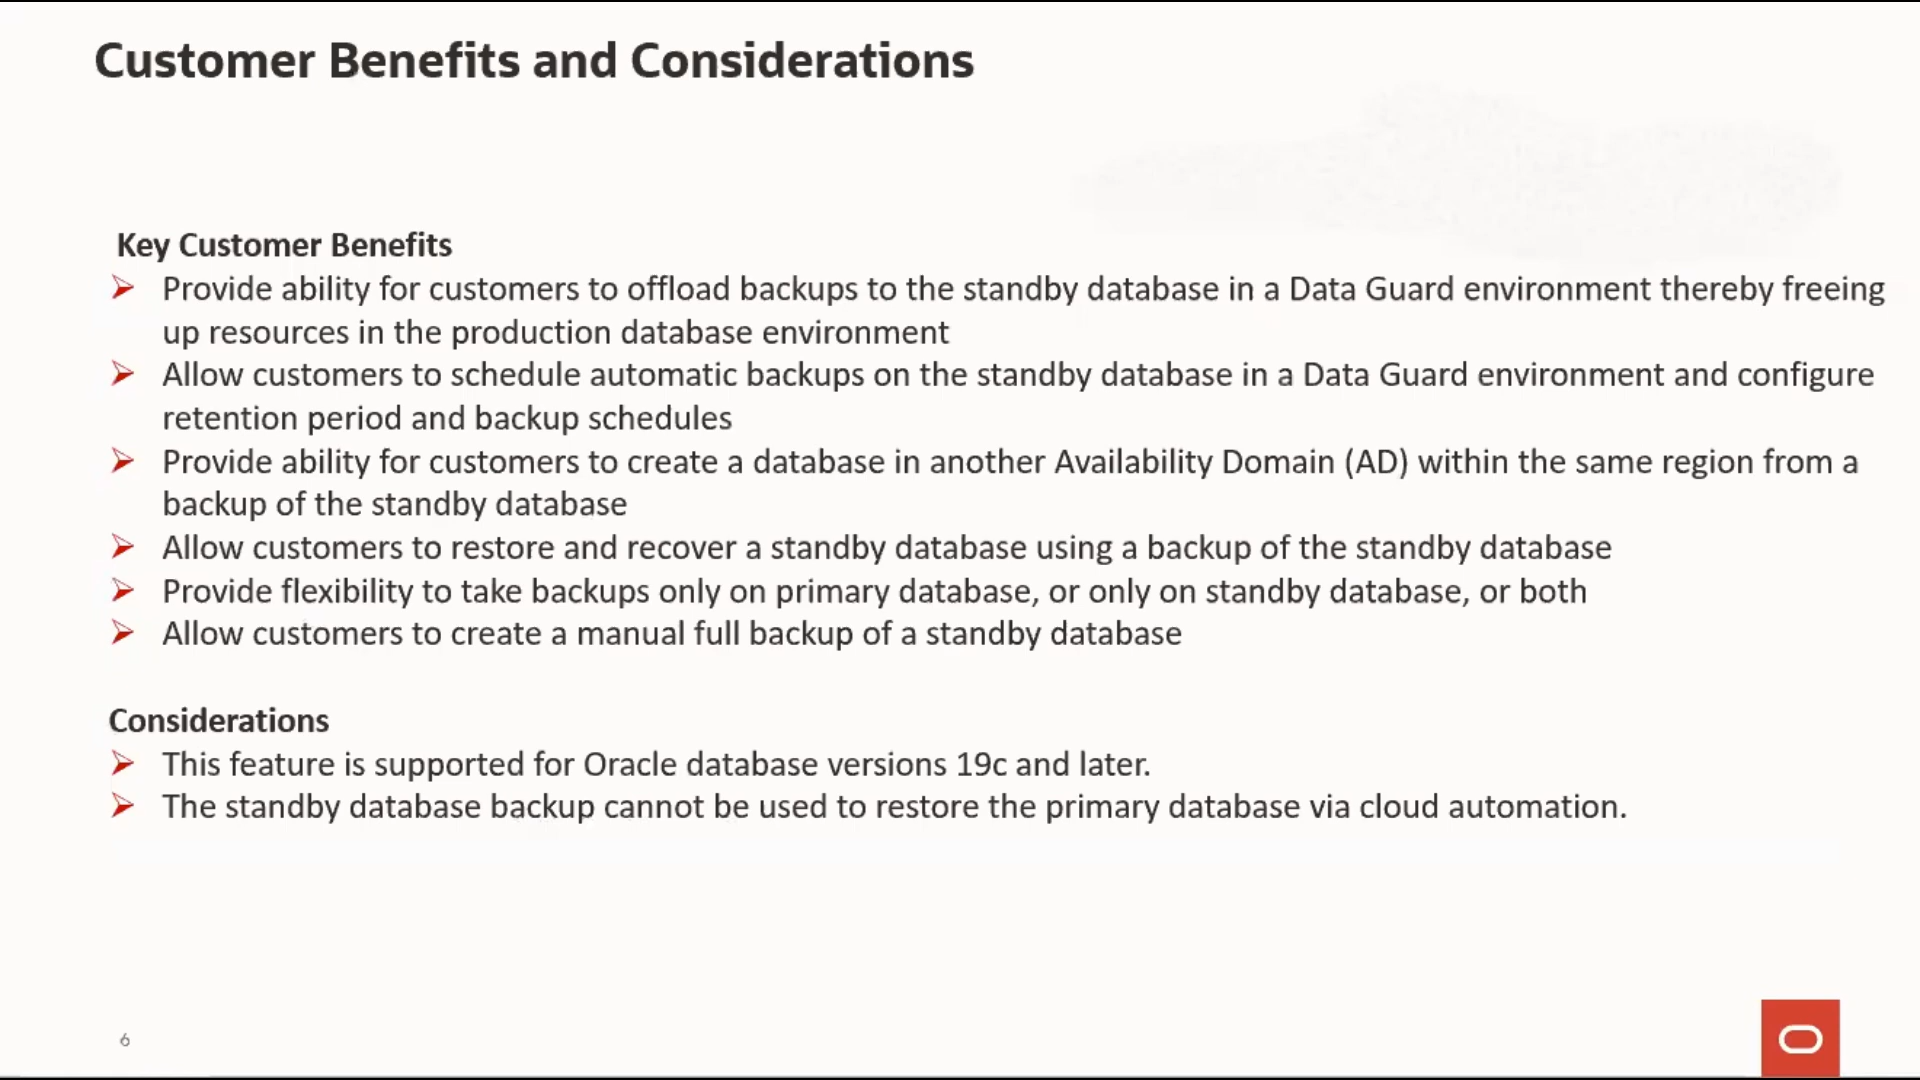 Customer Benefits and Considerations
Key Customer Benefits
➢ Provide ability for customers to offload backups to the standby database in a Data Guard environment thereby freeing
up resources in the production database environment
➢ Allow customers to schedule automatic backups on the standby database in a Data Guard environment and configure
retention period and backup schedules
➢ Provide ability for customers to create a database in another Availability Domain (AD) within the same region from a
backup of the standby database
➢ Allow customers to restore and recover a standby database using a backup of the standby database
➢ Provide flexibility to take backups only on primary database, or only on standby database, or both
➢ Allow customers to create a manual full backup of a standby database
Considerations
➢ This feature is supported for Oracle database versions 19c and later.
➢ The standby database backup cannot be used to restore the primary database via cloud automation.
6